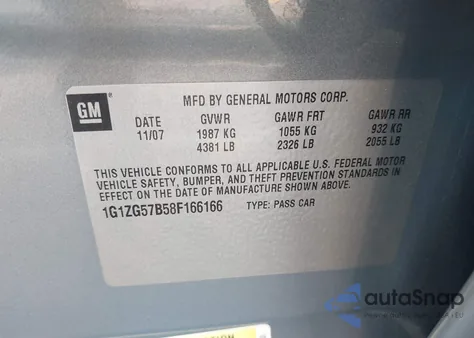 GM
MFD BY GENERAL MOTORS CORP.
DATE GVWR GAWR FRT GAWR RR
11/07 1987 KG 1055 KG 932 KG
4381 LB 2326 LB 2055 LB
THIS VEHICLE CONFORMS TO ALL APPLICABLE U.S. FEDERAL MOTOR
VEHICLE SAFETY, BUMPER, AND THEFT PREVENTION STANDARDS IN
EFFECT ON THE DATE OF MANUFACTURE SHOWN ABOVE.
1G1ZG57B58F166166 TYPE: PASS CAR
autaSnap